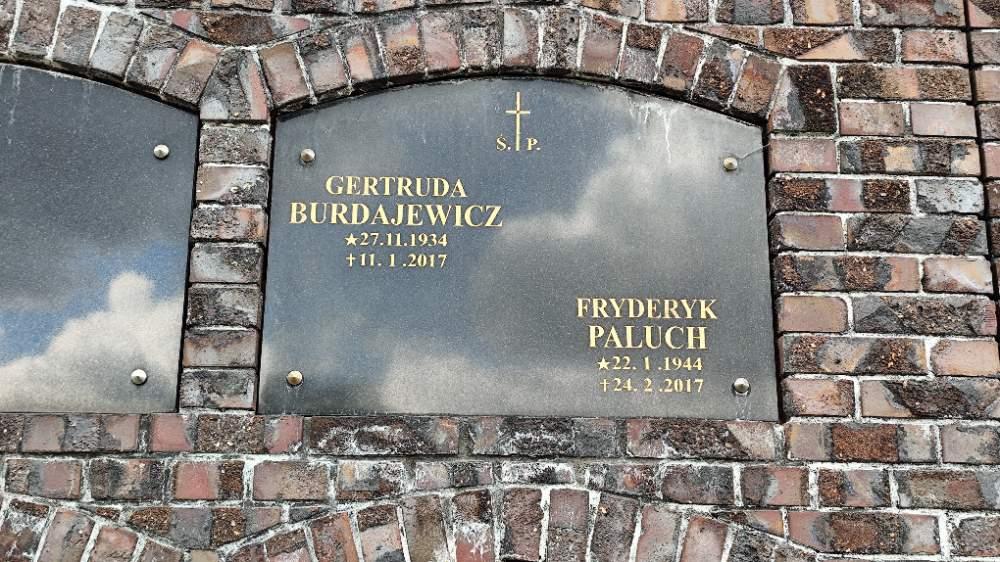 Ś. P.
GERTRUDA
BURDAJEWICZ
★27.11.1934
✝11. 1 .2017
FRYDERYK
PALUCH
★22. 1 .1944
✝24. 2 .2017